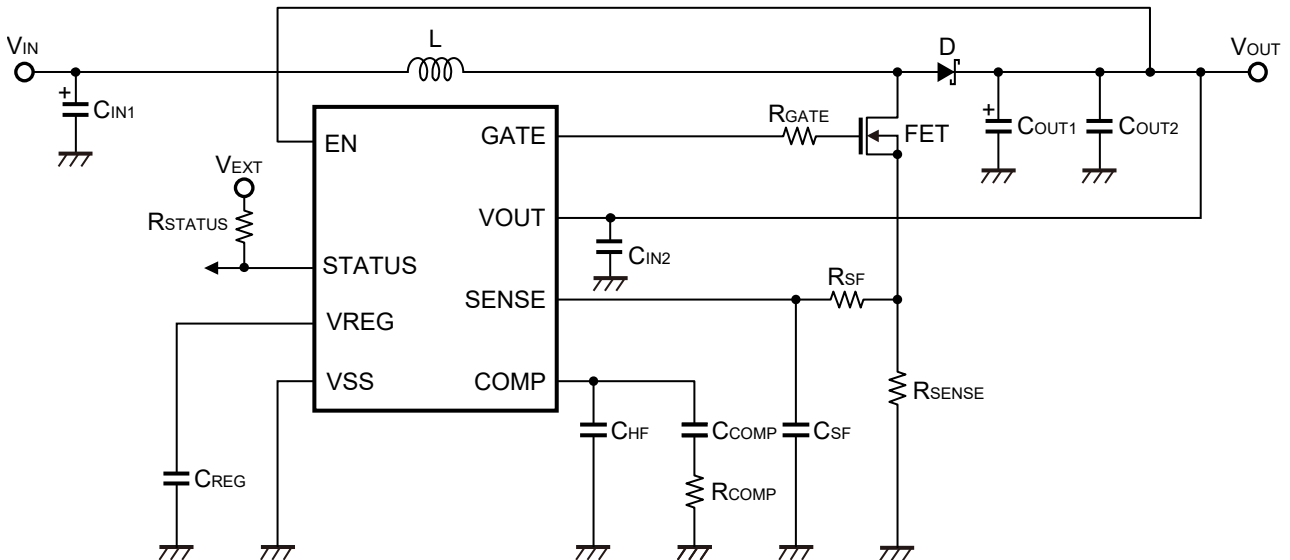 VIN
L
D
VOUT
+
CIN1
EN
GATE
RGATE
FET
+
COUT1
COUT2
VEXT
RSTATUS
VOUT
CIN2
STATUS
SENSE
RSF
VREG
VSS
COMP
RSENSE
CHF
CCOMP
CSF
CREG
RCOMP